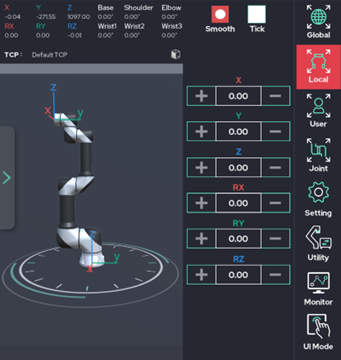 X Y Z Base Shoulder Elbow
-0.04 -271.55 1097.00 0.00° 0.00° 0.00°
RX RY RZ Wrist1 Wrist2 Wrist3
0.00 0.00 -0.01 0.00° 0.00° 0.00°
TCP : Default TCP
Smooth Tick
Z
X
y
Z
y
X
X
+ 0.00 −
Y
+ 0.00 −
Z
+ 0.00 −
RX
+ 0.00 −
RY
+ 0.00 −
RZ
+ 0.00 −
Global
Local
User
Joint
Setting
Utility
Monitor
UI Mode